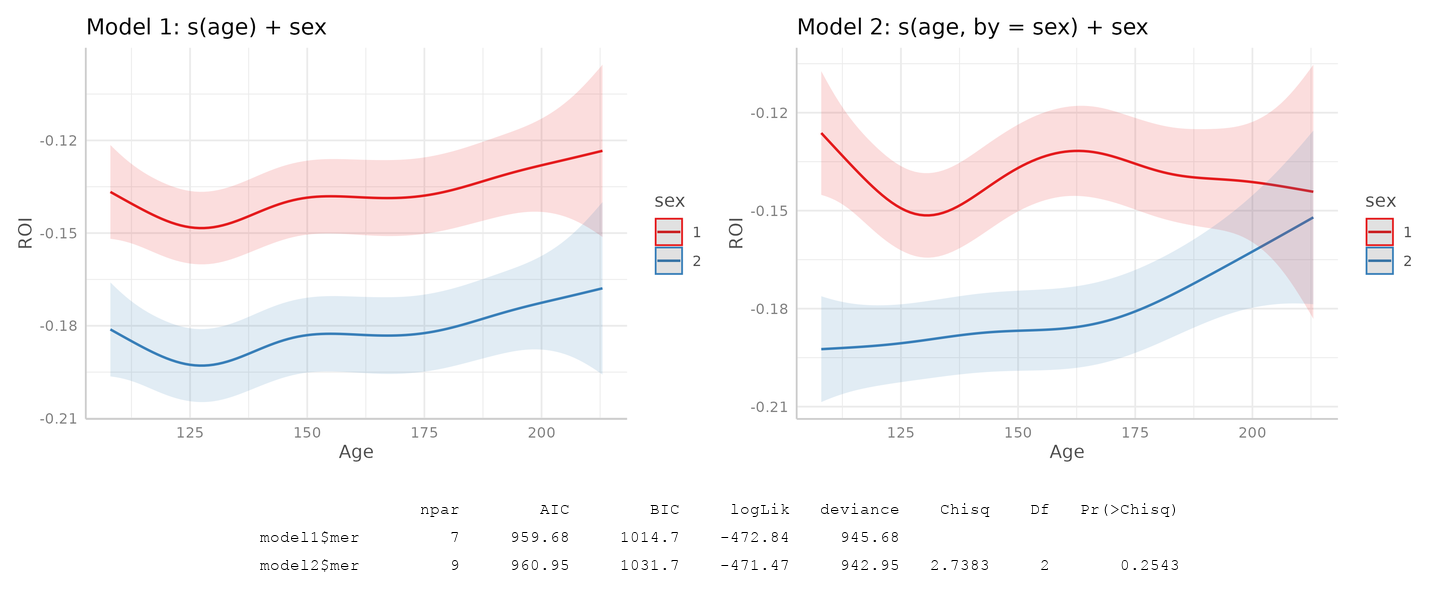 Model 1: s(age) + sex
-0.12
-0.15
-0.18
-0.21
ROI
125 150 175 200
Age
sex
1
2
Model 2: s(age, by = sex) + sex
-0.12
-0.15
-0.18
-0.21
ROI
125 150 175 200
Age
sex
1
2
npar AIC BIC logLik deviance Chisq Df Pr(>Chisq)
model1$mer 7 959.68 1014.7 -472.84 945.68
model2$mer 9 960.95 1031.7 -471.47 942.95 2.7383 2 0.2543